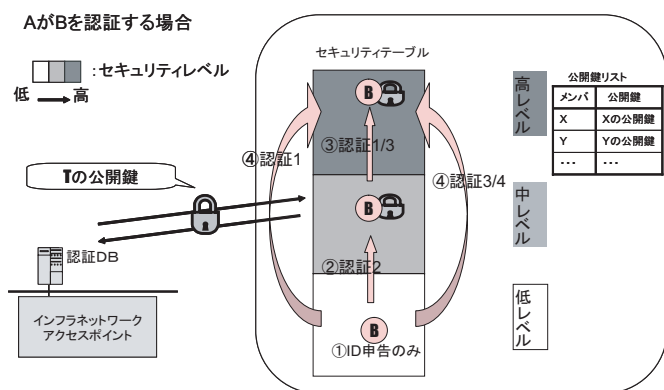 AがBを認証する場合
:セキュリティレベル
低
高
Tの公開鍵
認証DB
インフラネットワーク
アクセスポイント
セキュリティテーブル
B
③認証1/3
④認証1
④認証3/4
B
②認証2
B
①ID申告のみ
高レベル
中レベル
低レベル
公開鍵リスト
メンバ 公開鍵
X Xの公開鍵
Y Yの公開鍵
・・・ ・・・